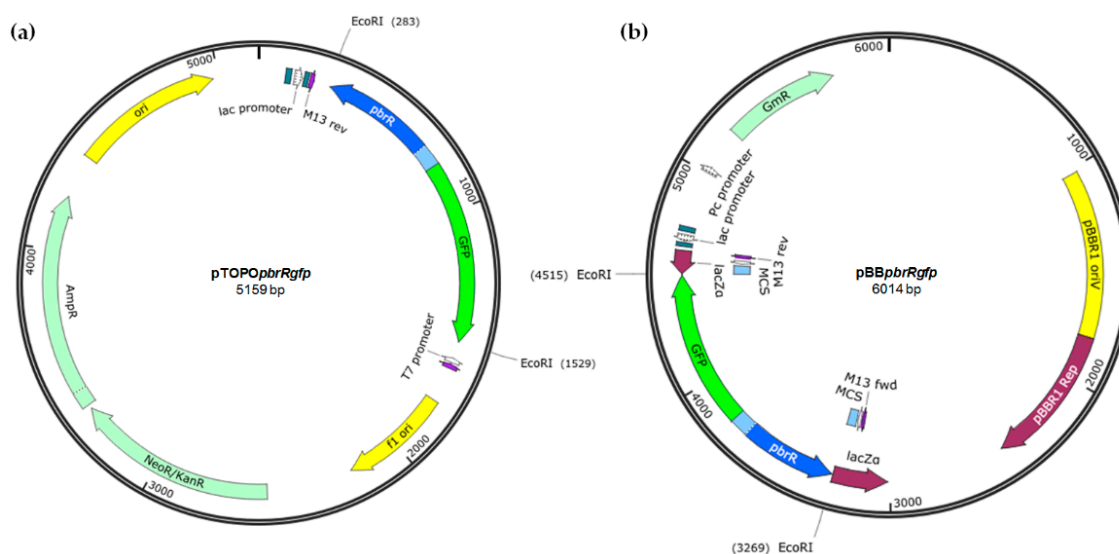 (a)
EcoRI (283)
5000
ori
lac promoter
M13 rev
pbrR
1000
GFP
4000
pTOPOpbrRgfp
5159 bp
AmpR
T7 promoter
EcoRI (1529)
f1 ori
2000
NeoR/KanR
3000
(b)
6000
GmR
1000
5000
Pc promoter
lac promoter
pBBR1 oriV
M13 rev
MCS
lacZα
(4515) EcoRI
pBBpbrRgfp
6014 bp
GFP
4000
M13 fwd
MCS
2000
pBBR1 Rep
pbrR
lacZα
3000
(3269) EcoRI